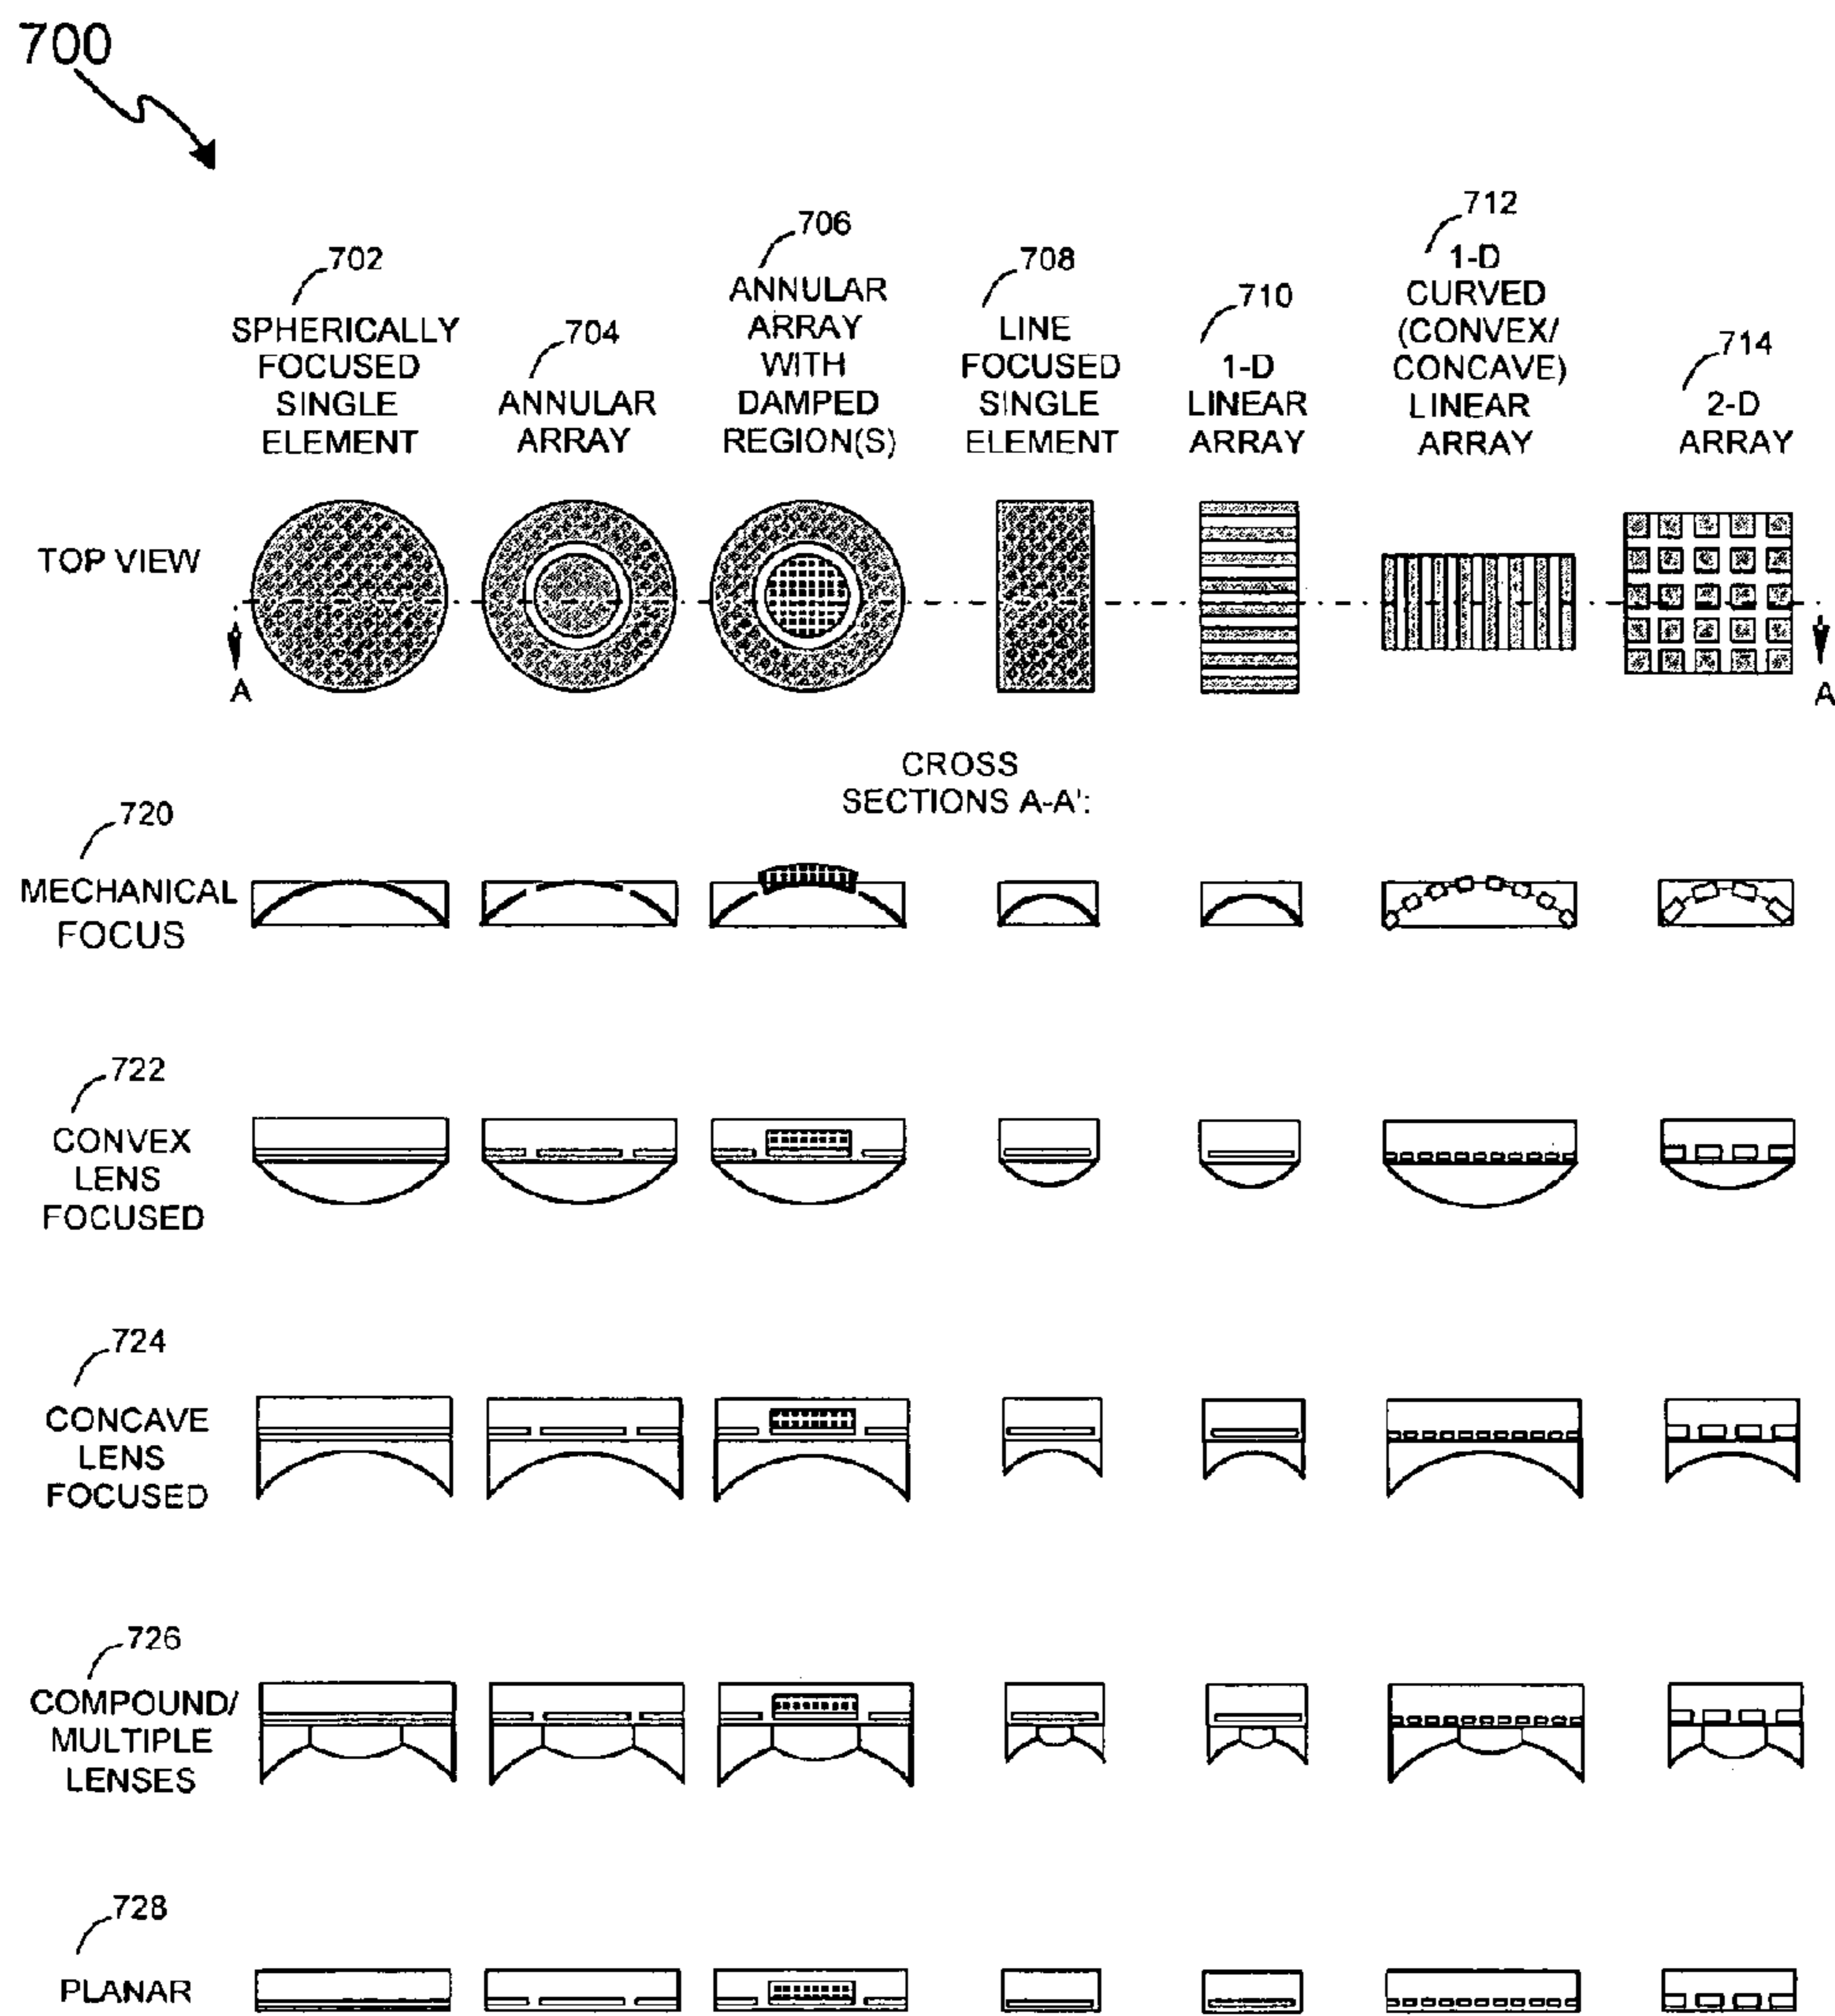 700
702
SPHERICALLY
FOCUSED
SINGLE
ELEMENT
704
ANNULAR
ARRAY
706
ANNULAR
ARRAY
WITH
DAMPED
REGION(S)
708
LINE
FOCUSED
SINGLE
ELEMENT
710
1-D
LINEAR
ARRAY
712
1-D
CURVED
(CONVEX/
CONCAVE)
LINEAR
ARRAY
714
2-D
ARRAY
TOP VIEW
A
A
CROSS
SECTIONS A-A':
720
MECHANICAL
FOCUS
722
CONVEX
LENS
FOCUSED
724
CONCAVE
LENS
FOCUSED
726
COMPOUND/
MULTIPLE
LENSES
728
PLANAR